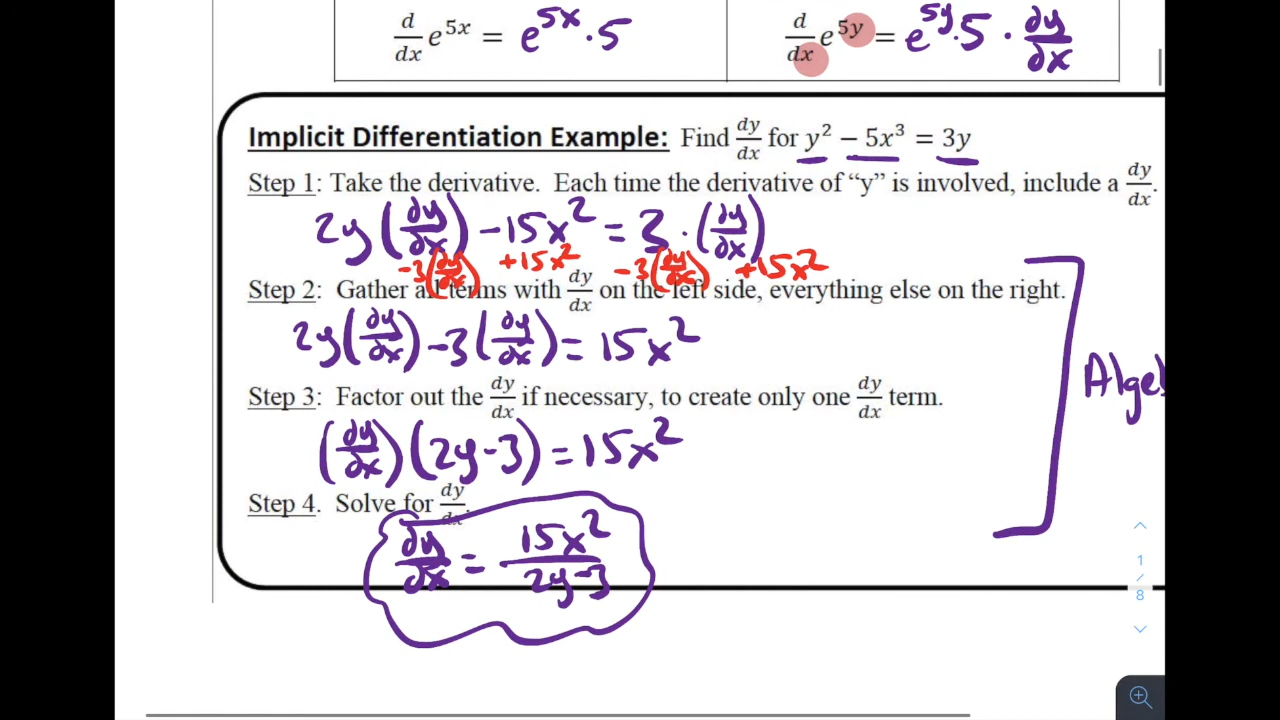 d/dx e^{5x} = e^{5x} · 5
d/dx e^{5y} = e^{5y} · 5 · dy/dx
Implicit Differentiation Example: Find dy/dx for y² − 5x³ = 3y
Step 1: Take the derivative. Each time the derivative of “y” is involved, include a dy/dx.
2y(dy/dx) − 15x² = 3 · (dy/dx)
−3(dy/dx) +15x² −3(dy/dx) +15x²
Step 2: Gather all terms with dy/dx on the left side, everything else on the right.
2y(dy/dx) − 3(dy/dx) = 15x²
Step 3: Factor out the dy/dx if necessary, to create only one dy/dx term.
Algeb
(dy/dx)(2y − 3) = 15x²
Step 4. Solve for dy/dx.
dy/dx = 15x²/2y−3
1
/
8